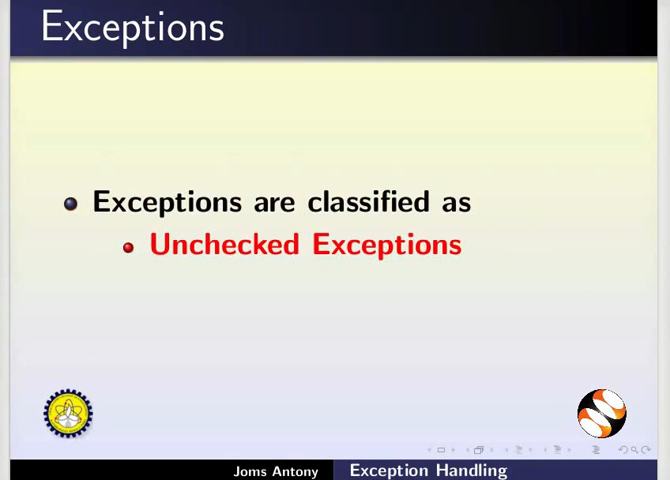 Exceptions
Exceptions are classified as
Unchecked Exceptions
Joms Antony Exception Handling